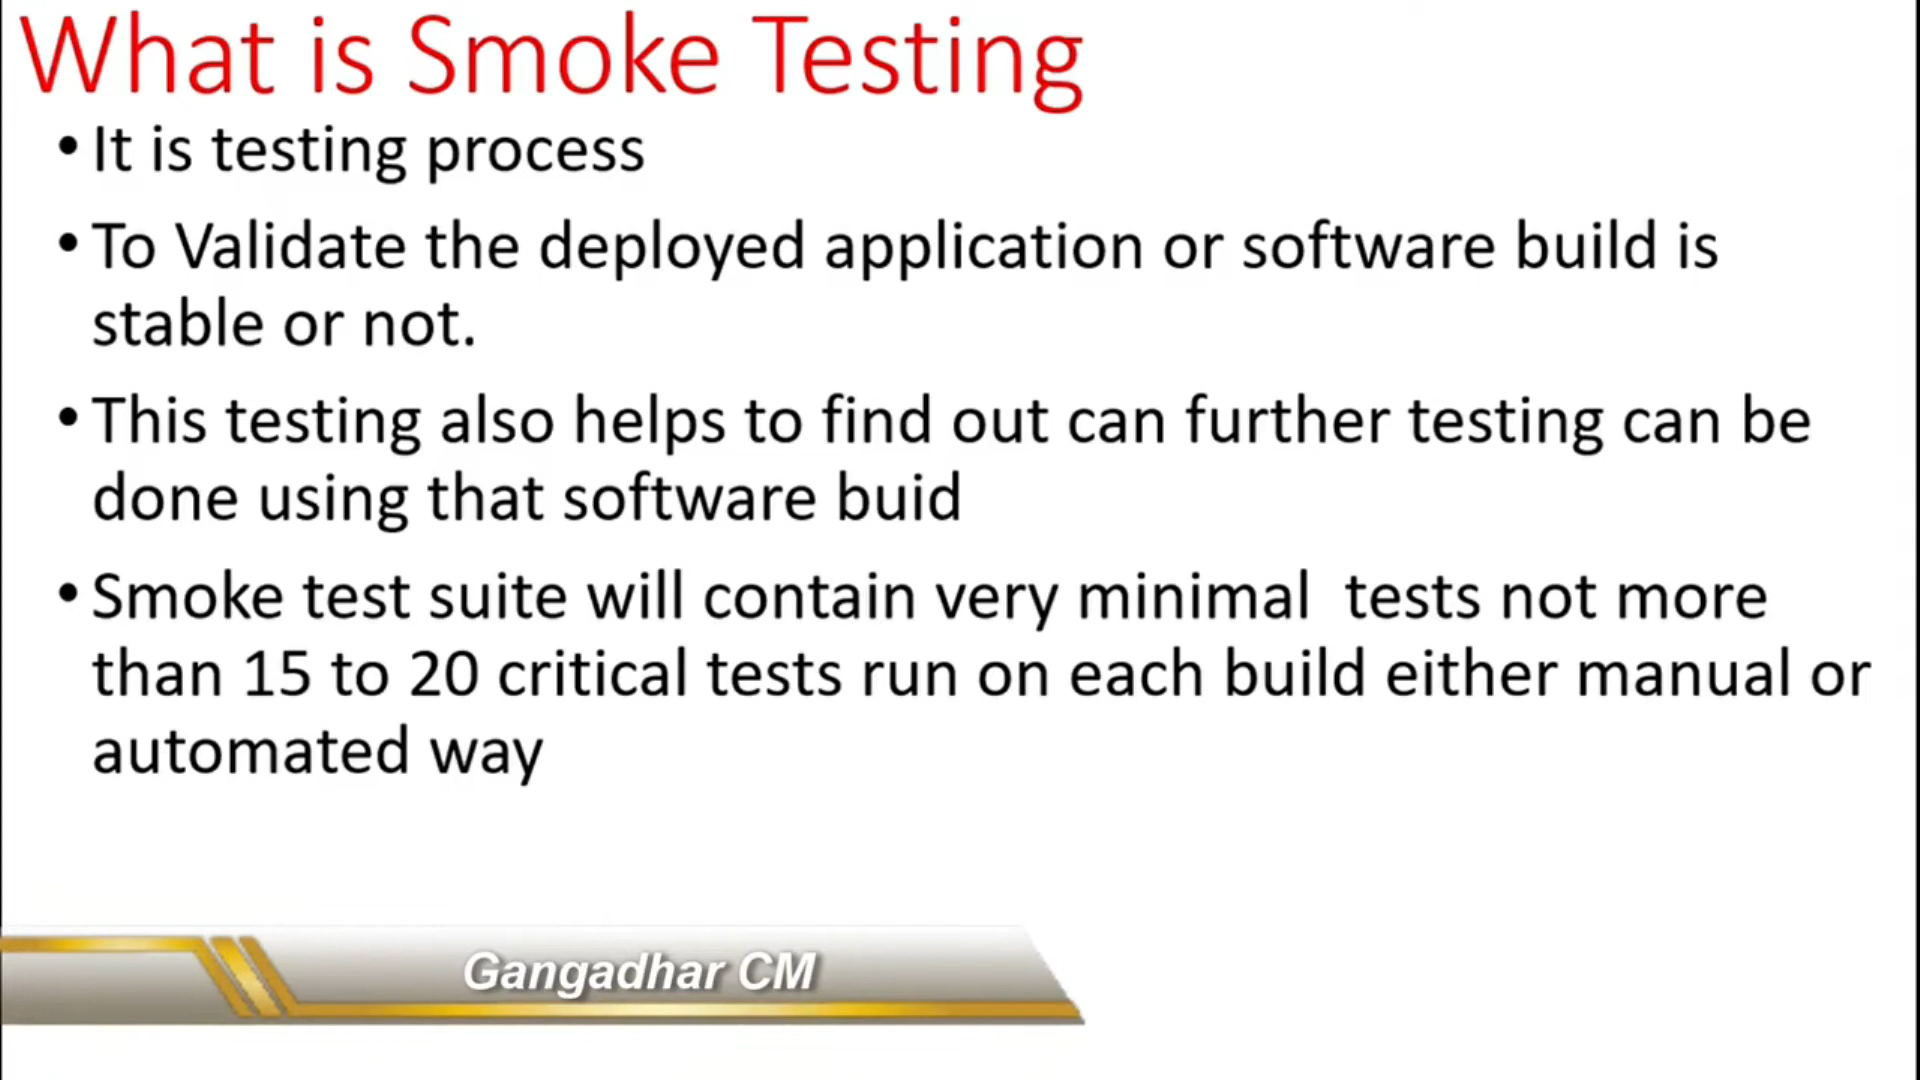 What is Smoke Testing
• It is testing process
• To Validate the deployed application or software build is
stable or not.
• This testing also helps to find out can further testing can be
done using that software buid
• Smoke test suite will contain very minimal  tests not more
than 15 to 20 critical tests run on each build either manual or
automated way
Gangadhar CM